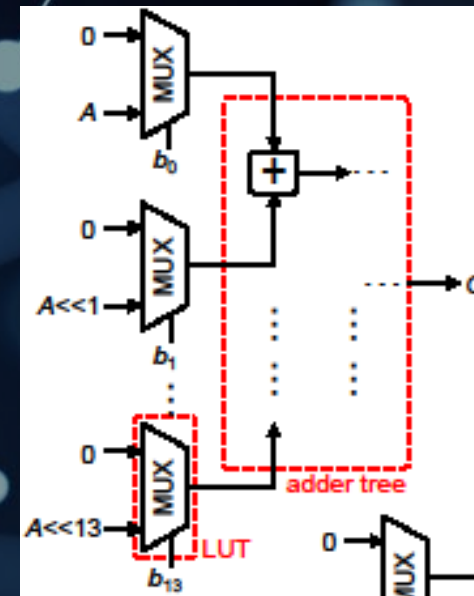 0
MUX
A
b0
+
0
MUX
A<<1
b1
0
MUX
A<<13
LUT
b13
adder tree
0
MUX